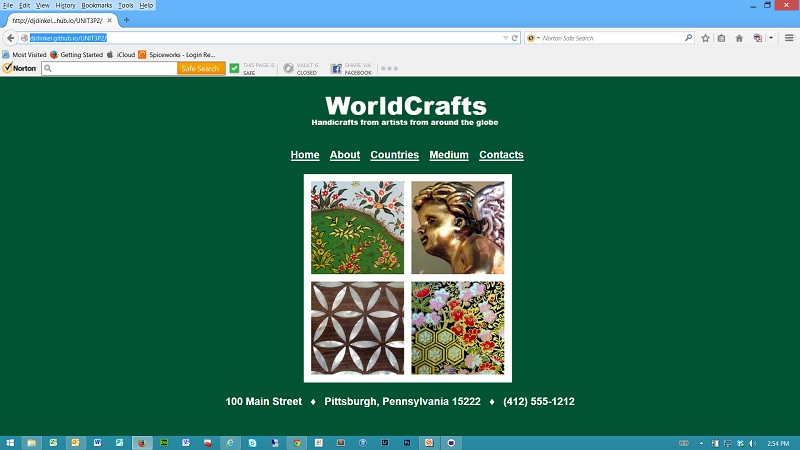 File Edit View History Bookmarks Tools Help
http://djdinkel....hub.io/UNIT3P2/
djdinkel.github.io/UNIT3P2/
Norton Safe Search
Most Visited Getting Started iCloud Spiceworks - Login Re...
Norton Safe Search THIS PAGE IS SAFE VAULT IS CLOSED SHARE VIA FACEBOOK
WorldCrafts
Handicrafts from artists from around the globe
Home About Countries Medium Contacts
100 Main Street ♦ Pittsburgh, Pennsylvania 15222 ♦ (412) 555-1212
2:54 PM